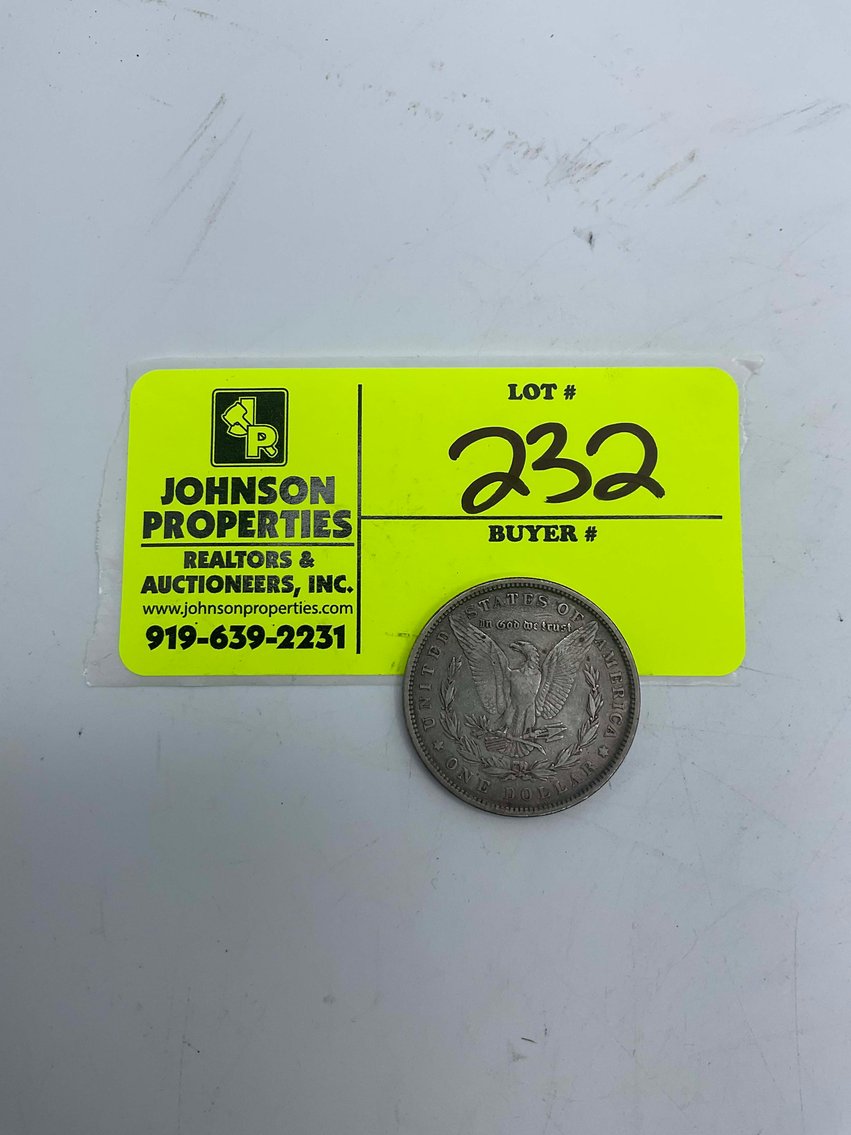 JP
JOHNSON
PROPERTIES
REALTORS &
AUCTIONEERS, INC.
www.johnsonproperties.com
919-639-2231
LOT #
232
BUYER #
UNITED STATES OF AMERICA
In God we trust
ONE DOLLAR